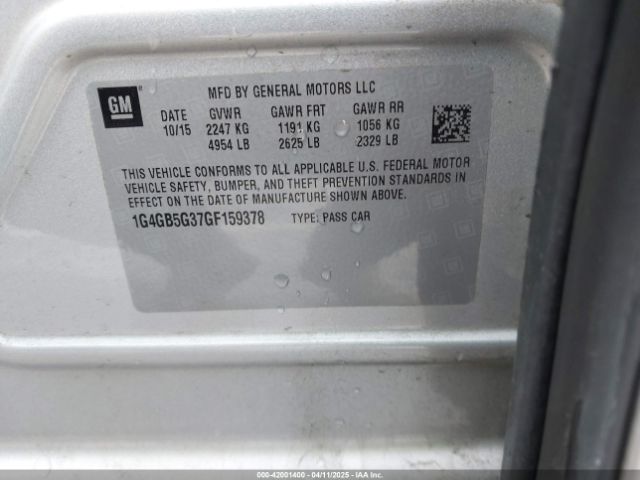 GM
MFD BY GENERAL MOTORS LLC
DATE GVWR GAWR FRT GAWR RR
10/15 2247 KG 1191 KG 1056 KG
4954 LB 2625 LB 2329 LB
THIS VEHICLE CONFORMS TO ALL APPLICABLE U.S. FEDERAL MOTOR
VEHICLE SAFETY, BUMPER, AND THEFT PREVENTION STANDARDS IN
EFFECT ON THE DATE OF MANUFACTURE SHOWN ABOVE.
1G4GB5G37GF159378 TYPE: PASS CAR
000-42001400 - 04/11/2025 - IAAI.COM